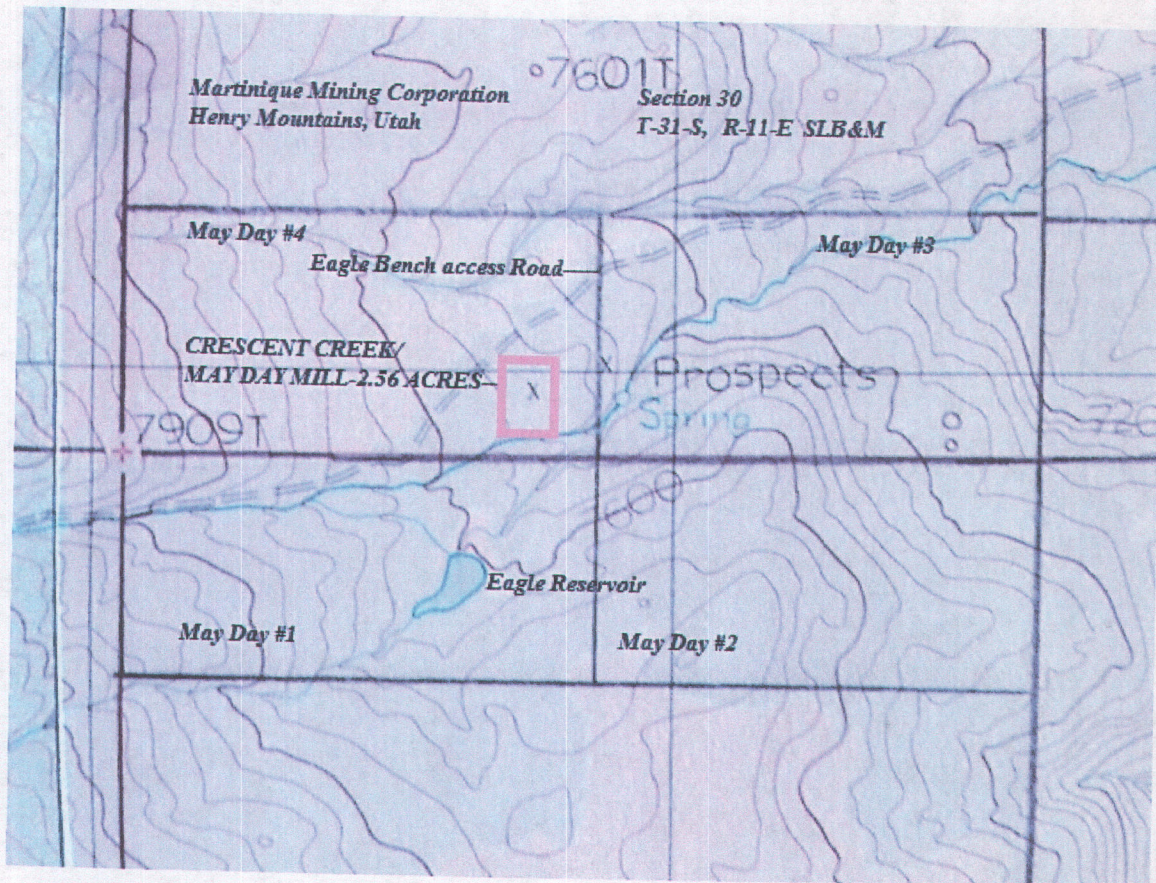 7601T
Martinique Mining Corporation
Henry Mountains, Utah
Section 30
T-31-S, R-11-E SLB&M
May Day #4
May Day #3
Eagle Bench access Road
CRESCENT CREEK/
MAY DAY MILL-2.56 ACRES
X
X
Prospects
Spring
7909T
720
600
Eagle Reservoir
May Day #1
May Day #2